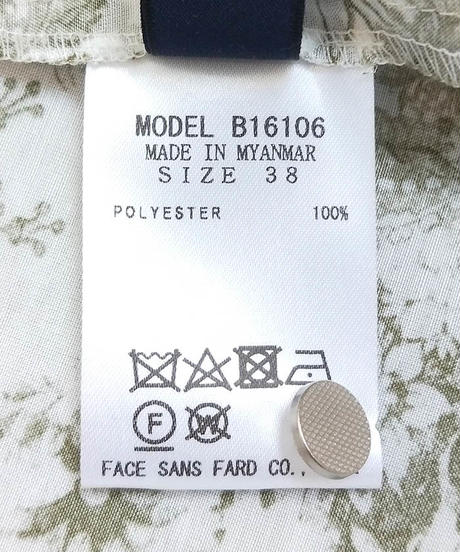 MODEL B16106
MADE IN MYANMAR
SIZE 38
POLYESTER 100%
F W
FACE SANS FARD CO.,